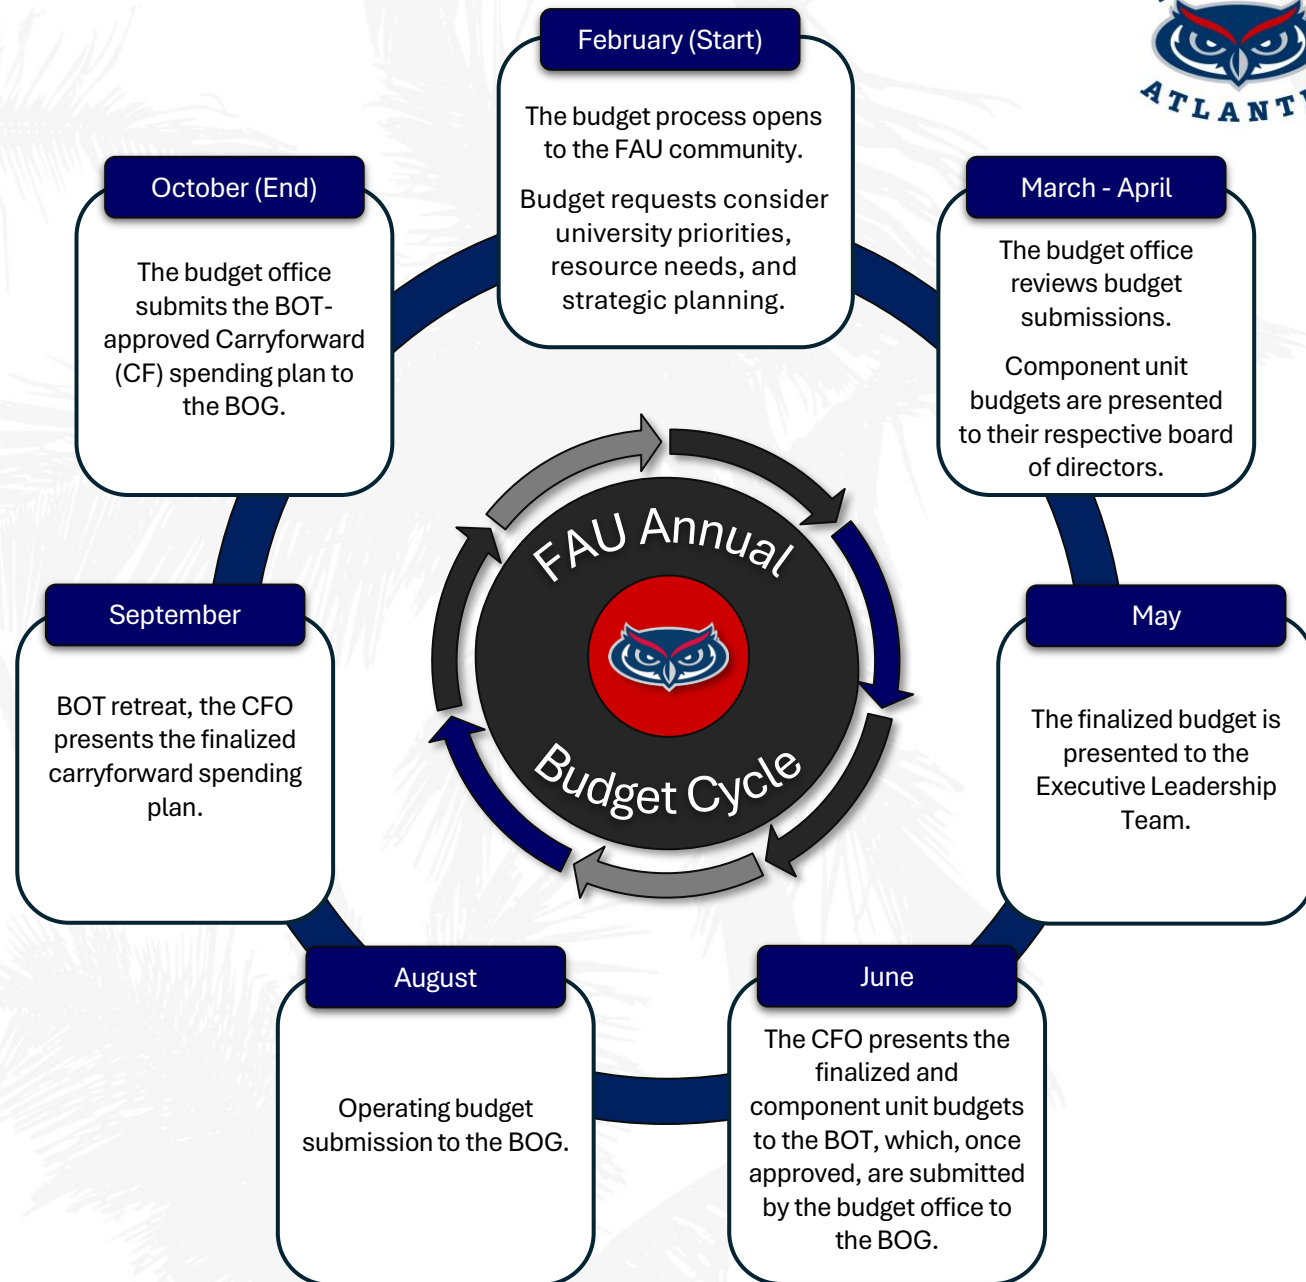 February (Start)
The budget process opens
to the FAU community.
Budget requests consider
university priorities,
resource needs, and
strategic planning.
March - April
The budget office
reviews budget
submissions.
Component unit
budgets are presented
to their respective board
of directors.
May
The finalized budget is
presented to the
Executive Leadership
Team.
June
The CFO presents the
finalized and
component unit budgets
to the BOT, which, once
approved, are submitted
by the budget office to
the BOG.
August
Operating budget
submission to the BOG.
September
BOT retreat, the CFO
presents the finalized
carryforward spending
plan.
October (End)
The budget office
submits the BOT-
approved Carryforward
(CF) spending plan to
the BOG.
FAU Annual
Budget Cycle